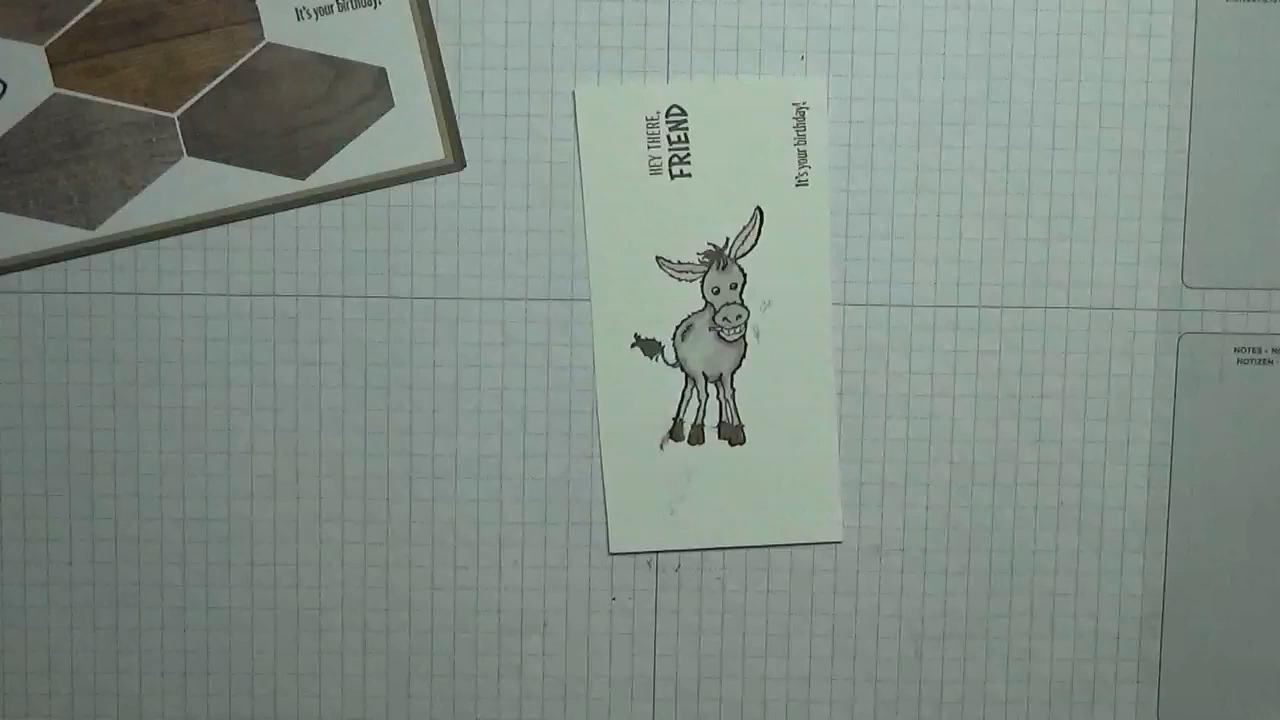 It's your birthday!
HEY THERE,
FRIEND
It's your birthday!
NOTES - N
NOTIZEN -